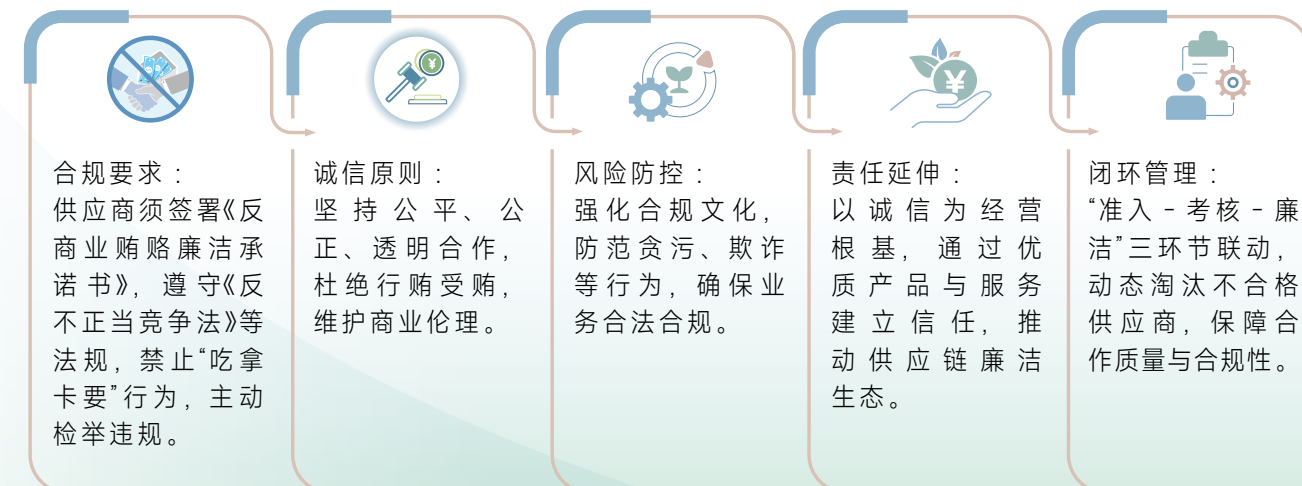 合规要求：
供应商须签署《反
商业贿赂廉洁承
诺书》，遵守《反
不正当竞争法》等
法规，禁止“吃拿
卡要”行为，主动
检举违规。
诚信原则：
坚持公平、公
正、透明合作，
杜绝行贿受贿，
维护商业伦理。
风险防控：
强化合规文化，
防范贪污、欺诈
等行为，确保业
务合法合规。
责任延伸：
以诚信为经营
根基，通过优
质产品与服务
建立信任，推
动供应链廉洁
生态。
闭环管理：
“准入-考核-廉
洁”三环节联动，
动态淘汰不合格
供应商，保障合
作质量与合规性。